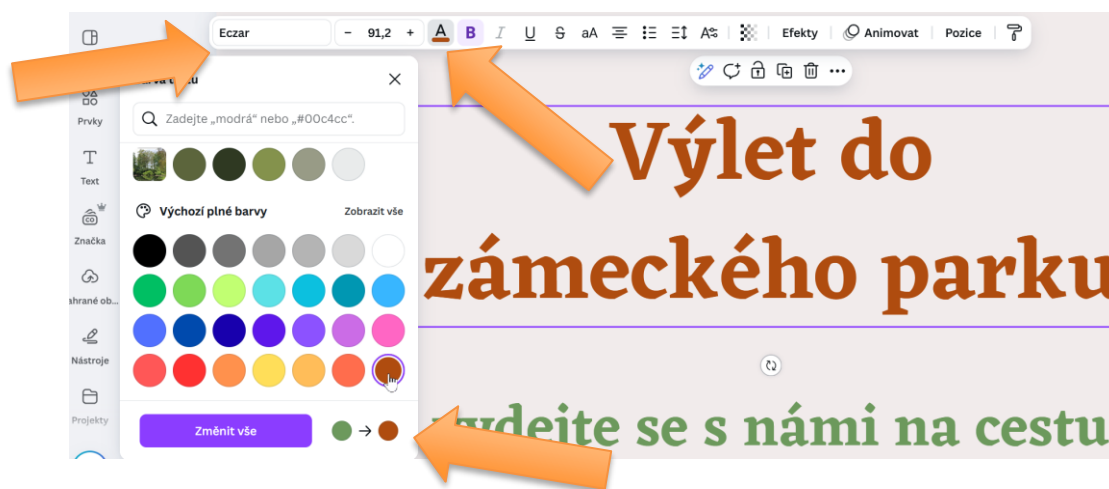 Eczar
– 91,2 +
A B I U S aA
Efekty
Animovat
Pozice
Zadejte „modrá“ nebo „#00c4cc“.
Prvky
Text
Značka
Nástroje
Projekty
Výchozí plné barvy
Zobrazit vše
Změnit vše
Výlet do
zámeckého parku
se s námi na cestu